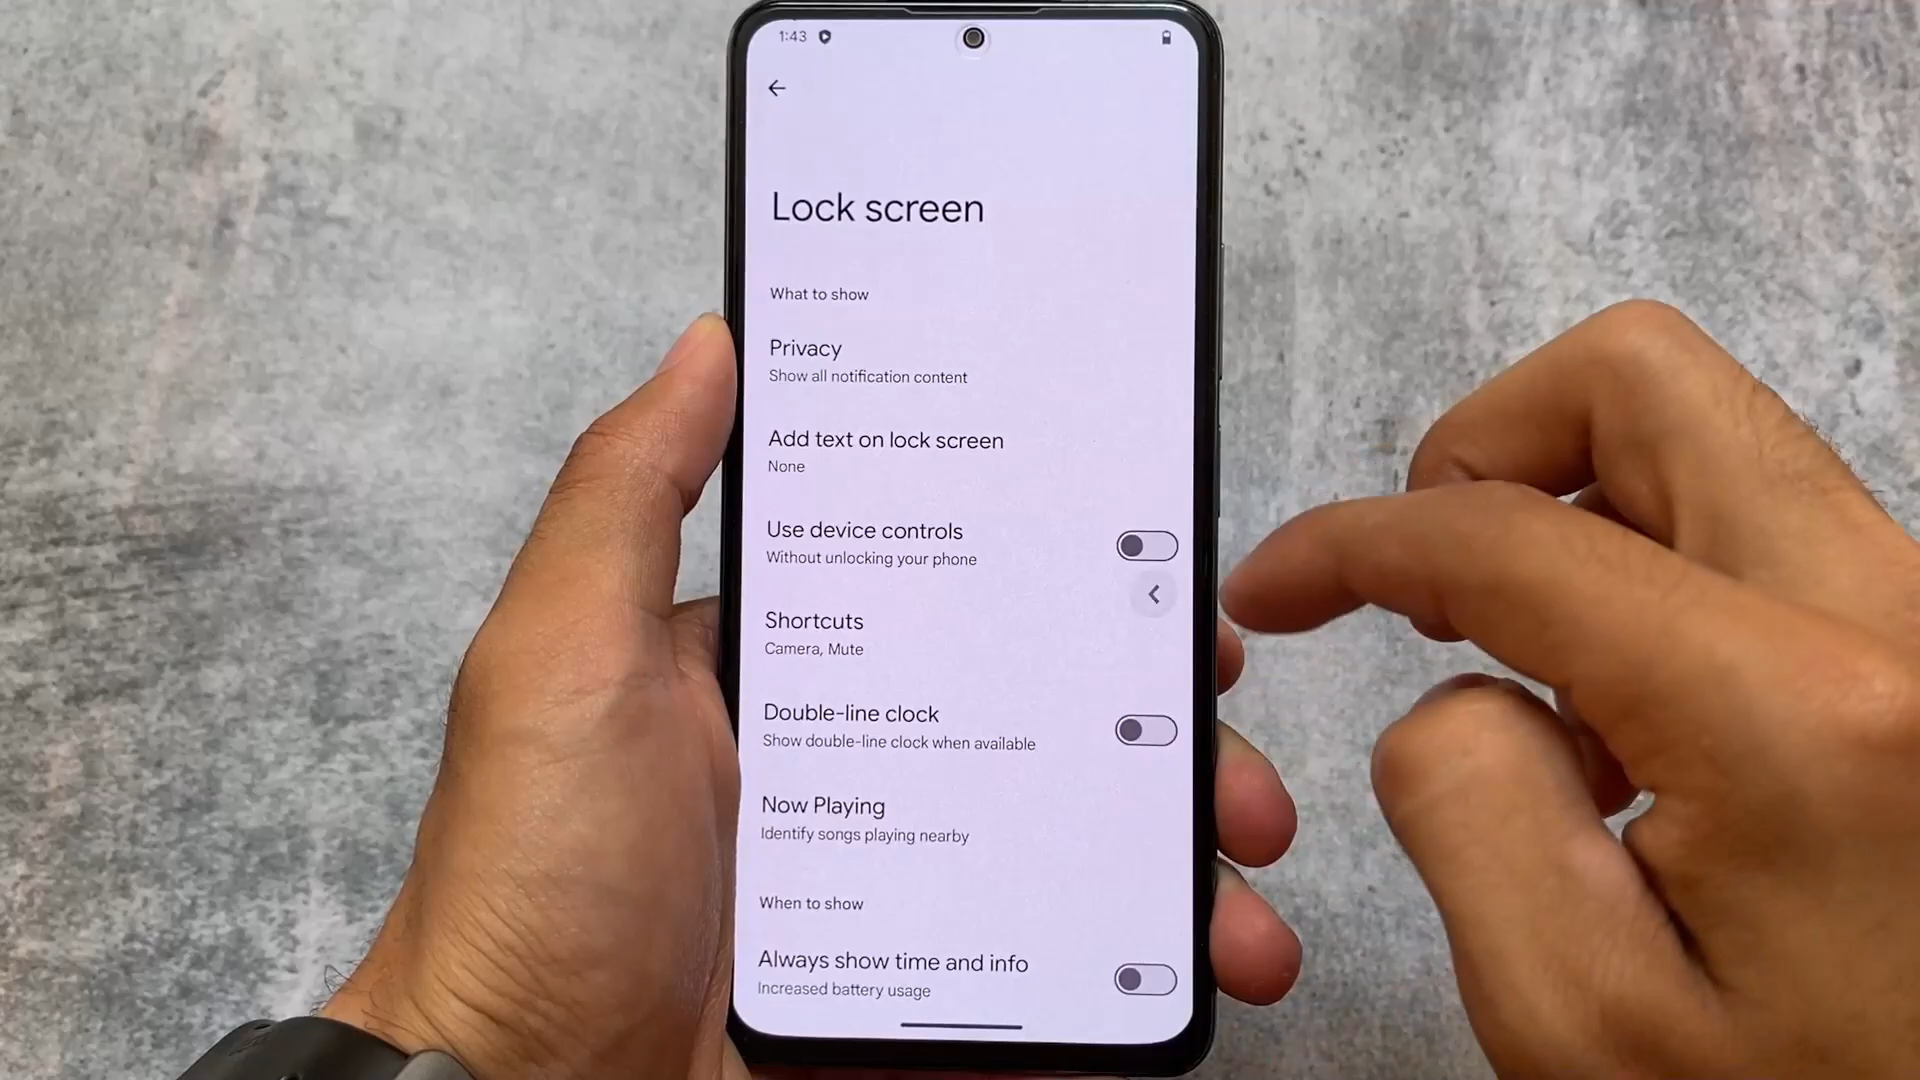 1:43
Lock screen
What to show
Privacy
Show all notification content
Add text on lock screen
None
Use device controls
Without unlocking your phone
Shortcuts
Camera, Mute
Double-line clock
Show double-line clock when available
Now Playing
Identify songs playing nearby
When to show
Always show time and info
Increased battery usage